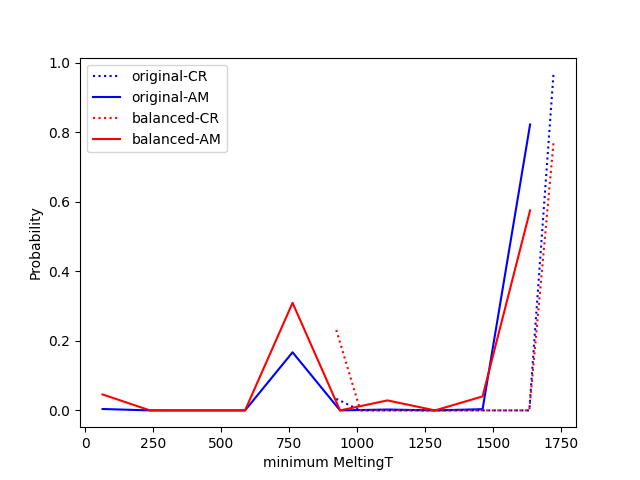 1.0
0.8
0.6
0.4
0.2
0.0
Probability
original-CR
original-AM
balanced-CR
balanced-AM
0 250 500 750 1000 1250 1500 1750
minimum MeltingT